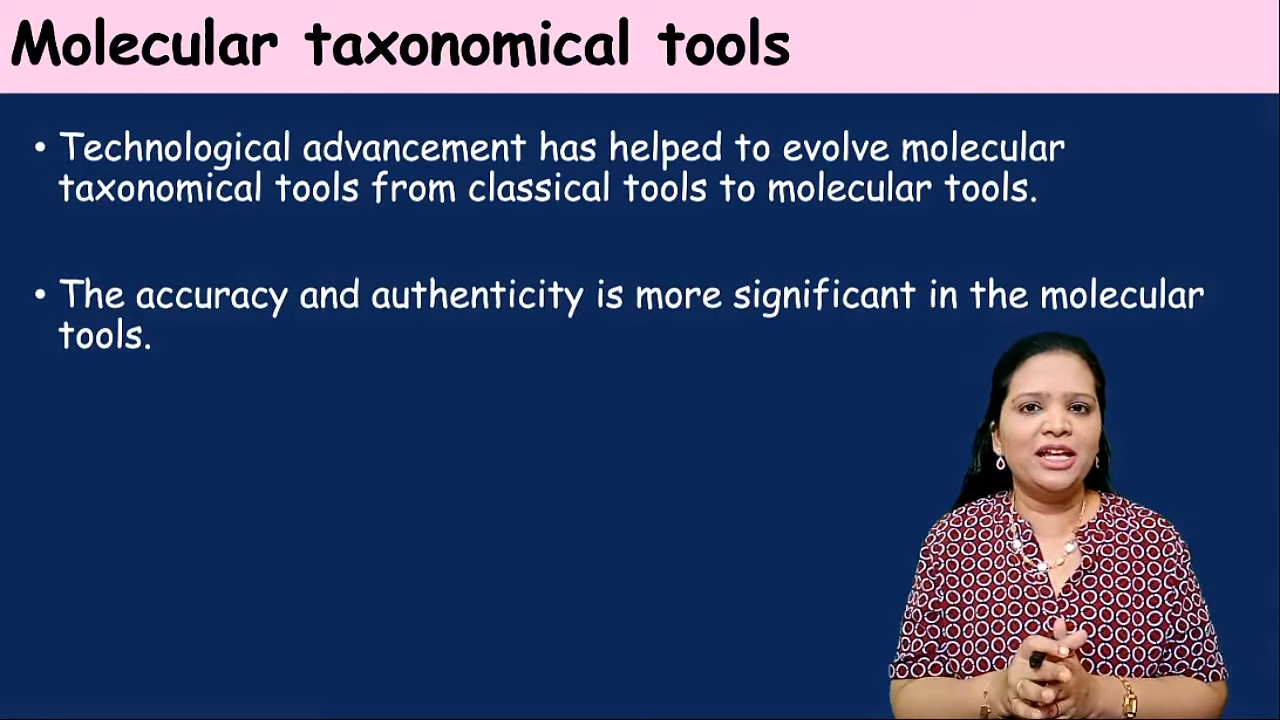 Molecular taxonomical tools
• Technological advancement has helped to evolve molecular
taxonomical tools from classical tools to molecular tools.
• The accuracy and authenticity is more significant in the molecular
tools.